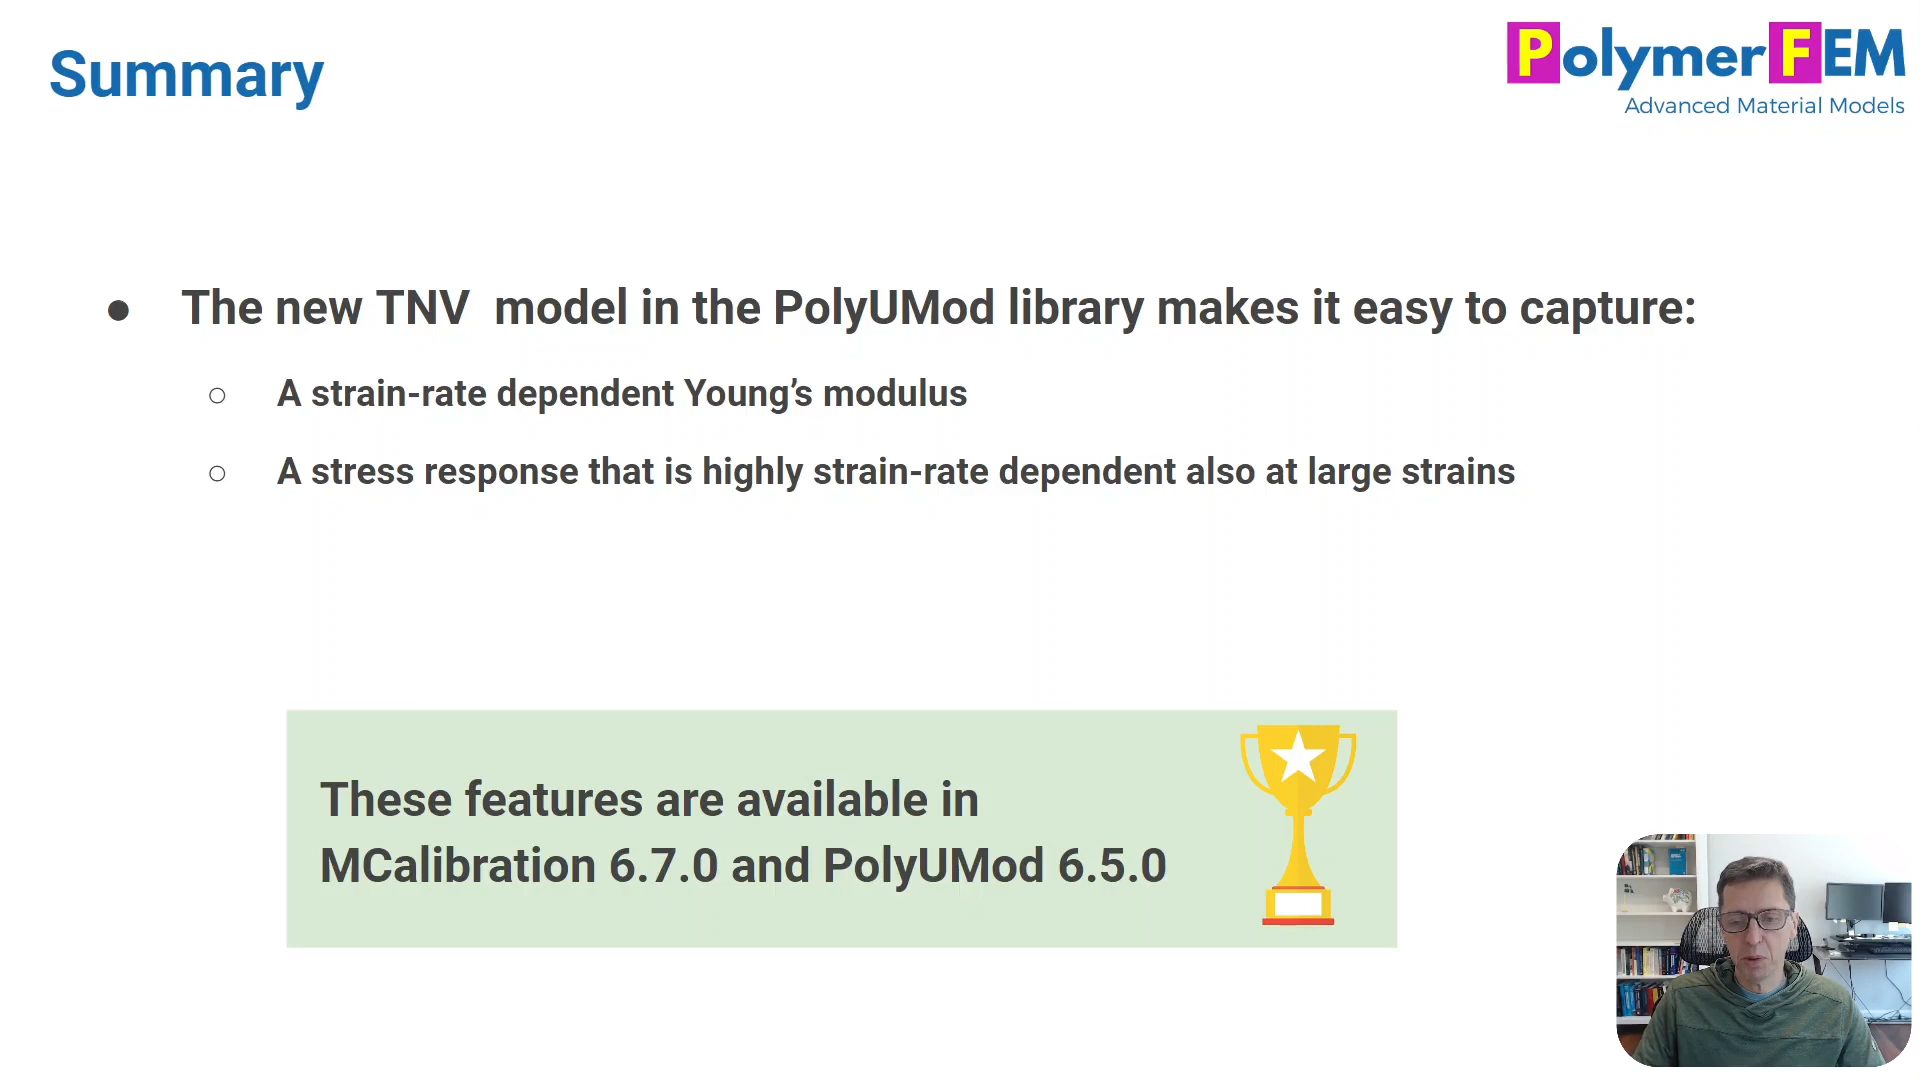 Summary
PolymerFEM
Advanced Material Models
● The new TNV model in the PolyUMod library makes it easy to capture:
○ A strain-rate dependent Young’s modulus
○ A stress response that is highly strain-rate dependent also at large strains
These features are available in
MCalibration 6.7.0 and PolyUMod 6.5.0